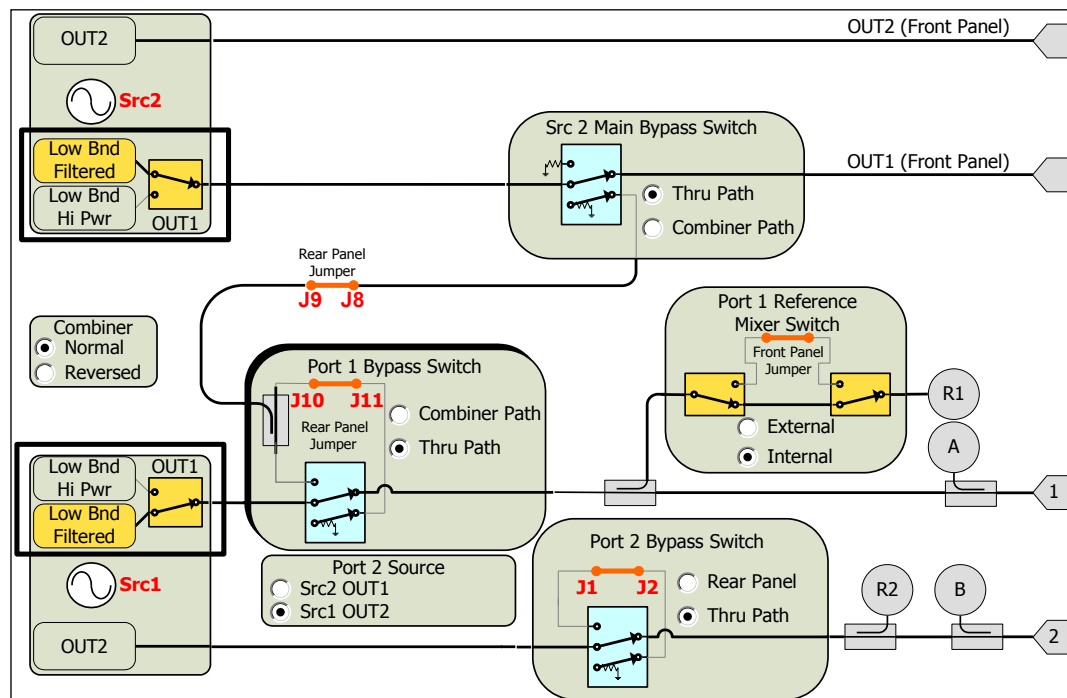 OUT2
OUT2 (Front Panel)
Src2
Low Bnd
Filtered
Low Bnd
Hi Pwr
OUT1
Src 2 Main Bypass Switch
Thru Path
Combiner Path
OUT1 (Front Panel)
Rear Panel
Jumper
J9 J8
Combiner
Normal
Reversed
Port 1 Bypass Switch
J10 J11
Rear Panel
Jumper
Combiner Path
Thru Path
Port 1 Reference
Mixer Switch
Front Panel
Jumper
External
Internal
R1
A
1
Low Bnd
Hi Pwr
OUT1
Low Bnd
Filtered
Src1
OUT2
Port 2 Source
Src2 OUT1
Src1 OUT2
Port 2 Bypass Switch
J1 J2
Rear Panel
Thru Path
R2
B
2